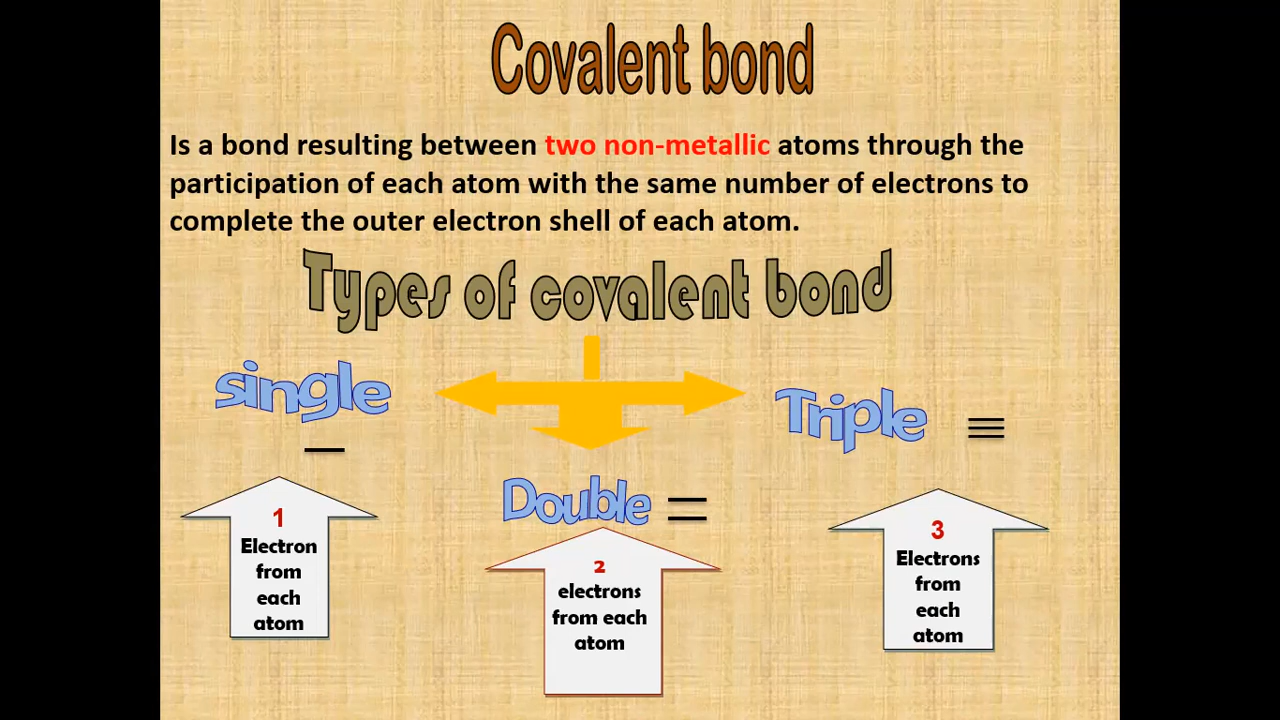 Covalent bond
Is a bond resulting between two non-metallic atoms through the
participation of each atom with the same number of electrons to
complete the outer electron shell of each atom.
Types of covalent bond
single
–
Triple ≡
Double =
1
Electron
from
each
atom
2
electrons
from each
atom
3
Electrons
from
each
atom